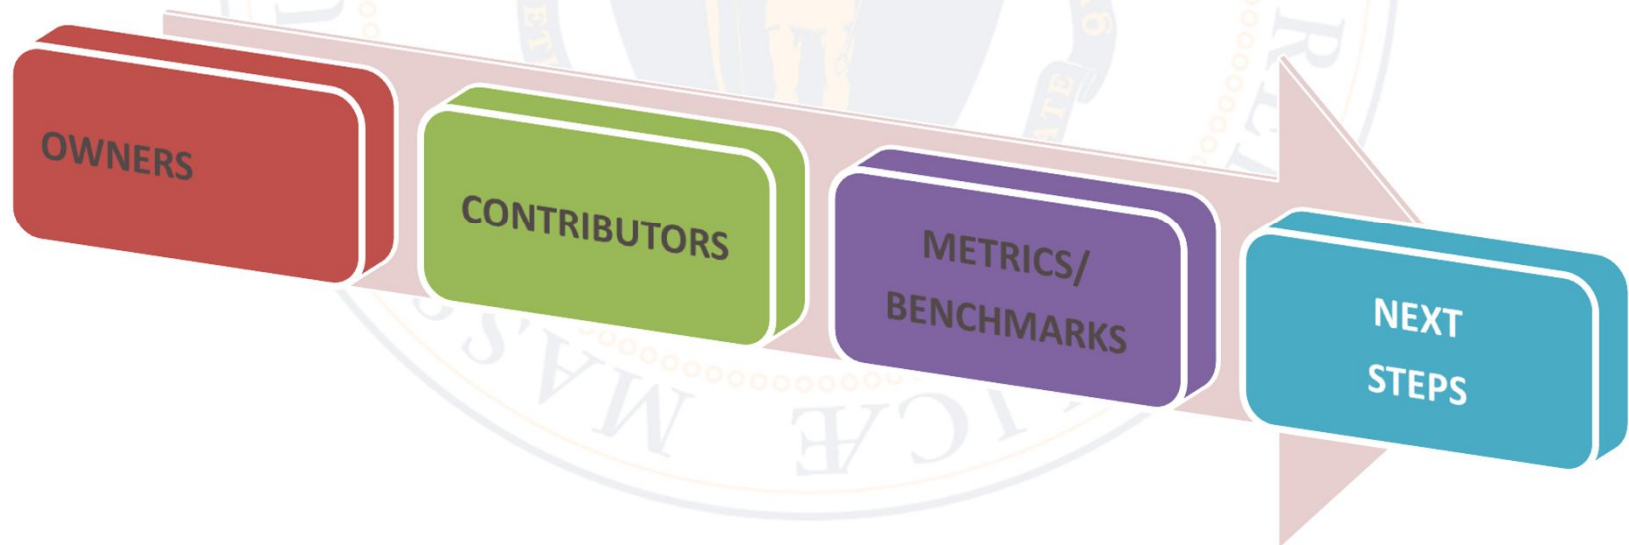 OWNERS
CONTRIBUTORS
METRICS/
BENCHMARKS
NEXT
STEPS